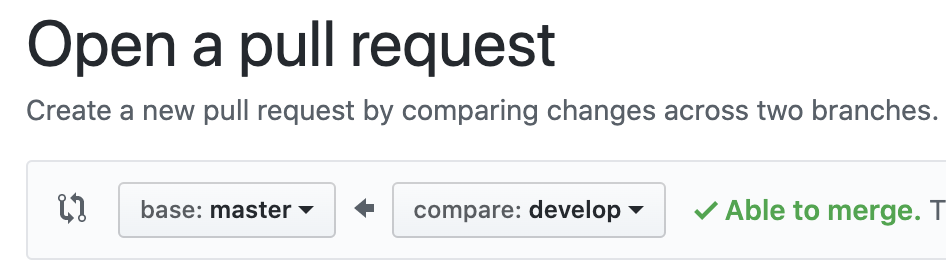 Open a pull request
Create a new pull request by comparing changes across two branches.
base: master compare: develop Able to merge. T